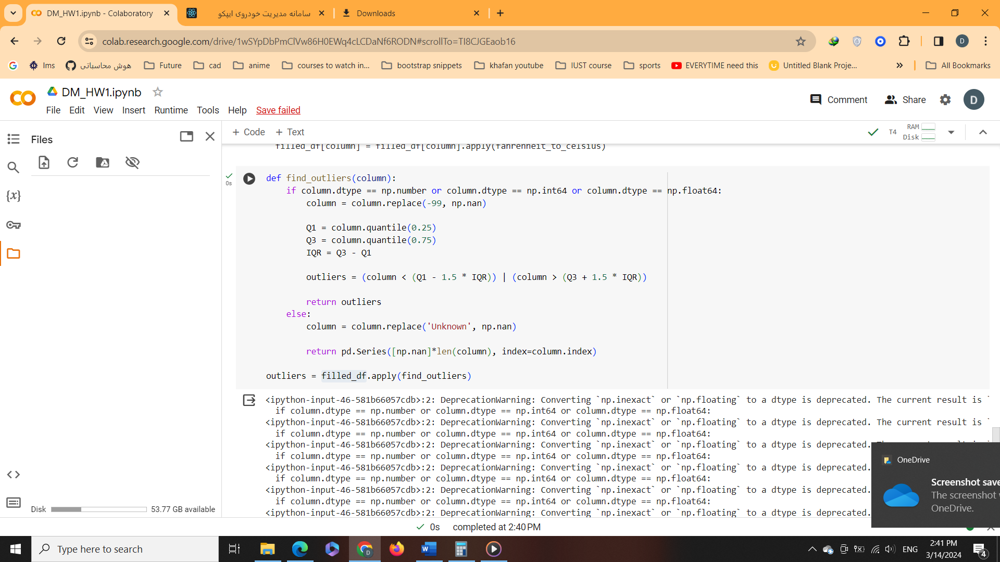 DM_HW1.ipynb - Colaboratory
سامانه مدیریت خودروی ایپکو
Downloads
colab.research.google.com/drive/1wSYpDbPmClVw86H0EWq4cLCDaNf6RODN#scrollTo=TI8CJGEaob16
D
lms
هوش محاسباتی
Future
cad
anime
courses to watch in...
bootstrap snippets
khafan youtube
IUST course
sports
EVERYTIME need this
Untitled Blank Proje...
All Bookmarks
DM_HW1.ipynb
Comment
Share
D
File Edit View Insert Runtime Tools Help Save failed
Files
+ Code + Text
T4
RAM
Disk
filled_df[column] = filled_df[column].apply(fahrenheit_to_celsius)
0s
def find_outliers(column):
if column.dtype == np.number or column.dtype == np.int64 or column.dtype == np.float64:
column = column.replace(-99, np.nan)
Q1 = column.quantile(0.25)
Q3 = column.quantile(0.75)
IQR = Q3 - Q1
outliers = (column < (Q1 - 1.5 * IQR)) | (column > (Q3 + 1.5 * IQR))
return outliers
else:
column = column.replace('Unknown', np.nan)
return pd.Series([np.nan]*len(column), index=column.index)
outliers = filled_df.apply(find_outliers)
<ipython-input-46-581b66057cdb>:2: DeprecationWarning: Converting `np.inexact` or `np.floating` to a dtype is deprecated. The current result is `
if column.dtype == np.number or column.dtype == np.int64 or column.dtype == np.float64:
<ipython-input-46-581b66057cdb>:2: DeprecationWarning: Converting `np.inexact` or `np.floating` to a dtype is deprecated. The current result is `
if column.dtype == np.number or column.dtype == np.int64 or column.dtype == np.float64:
<ipython-input-46-581b66057cdb>:2: DeprecationWarning: Converting `np.inexact` or `np.floating` to a dtype is deprecated.
if column.dtype == np.number or column.dtype == np.int64 or column.dtype == np.float64:
<ipython-input-46-581b66057cdb>:2: DeprecationWarning: Converting `np.inexact` or `np.floating` to a dtype is deprecated.
if column.dtype == np.number or column.dtype == np.int64 or column.dtype == np.float64:
<ipython-input-46-581b66057cdb>:2: DeprecationWarning: Converting `np.inexact` or `np.floating` to a dtype is deprecated.
if column.dtype == np.number or column.dtype == np.int64 or column.dtype == np.float64:
<ipython-input-46-581b66057cdb>:2: DeprecationWarning: Converting `np.inexact` or `np.floating` to a dtype is deprecated.
OneDrive
Screenshot save
The screenshot
OneDrive.
Disk
53.77 GB available
0s completed at 2:40 PM
Type here to search
ENG
2:41 PM
3/14/2024
4